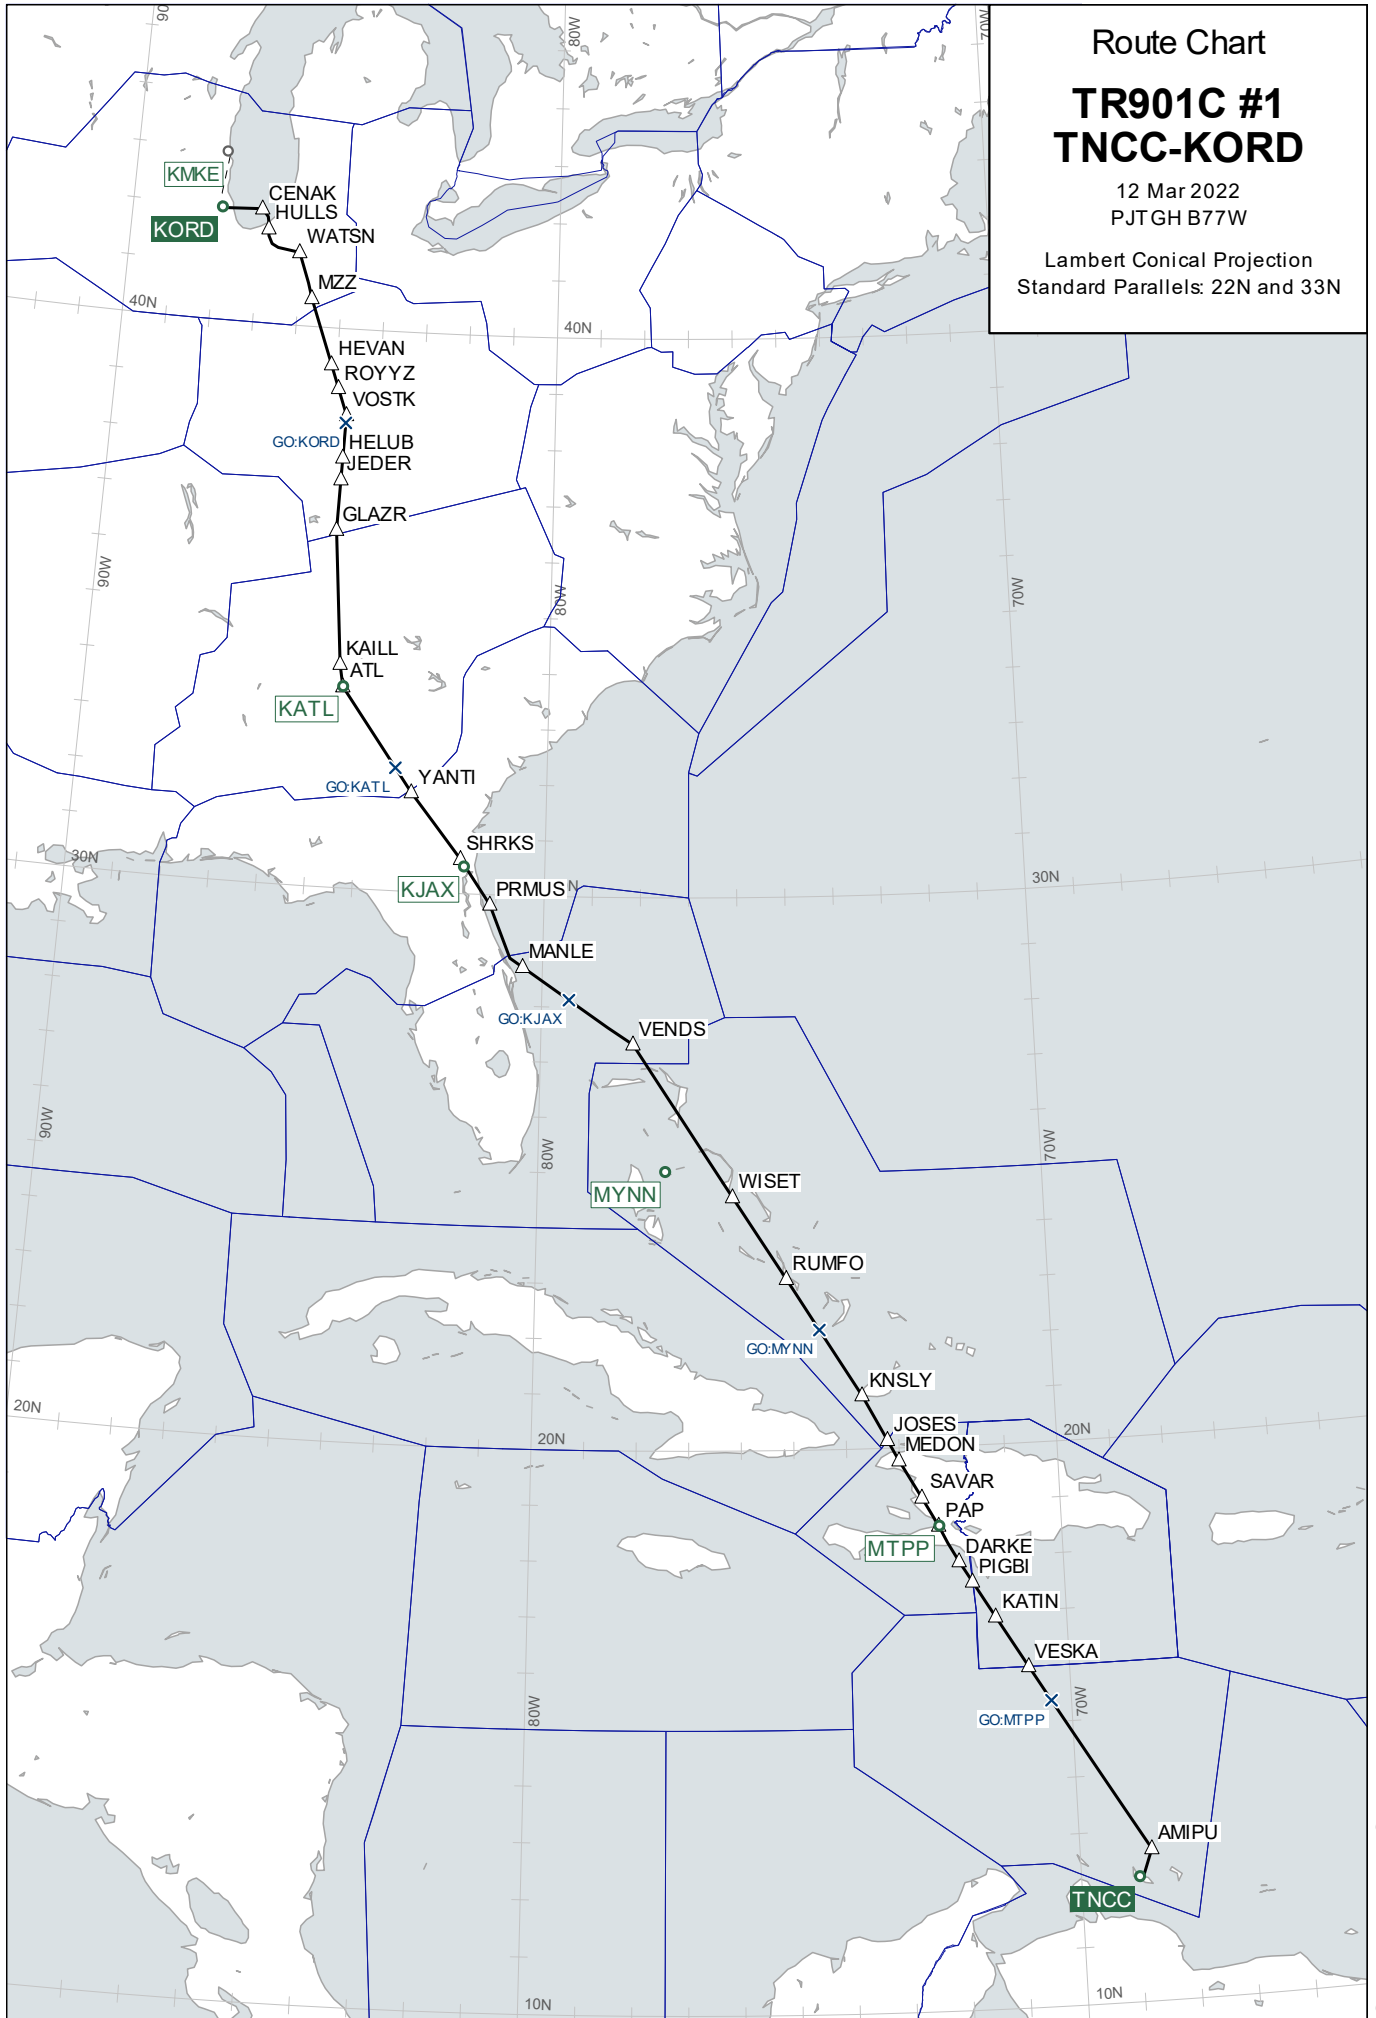 90
80W
70W
Route Chart
TR901C #1
TNCC-KORD
12 Mar 2022
PJTGH B77W
Lambert Conical Projection
Standard Parallels: 22N and 33N
KMKE
CENAK
HULLS
KORD
WATSN
MZZ
40N
40N
HEVAN
ROYYZ
VOSTK
GO:KORD
HELUB
JEDER
GLAZR
90W
80W
70W
KAILL
ATL
KATL
YANTI
GO:KATL
SHRKS
30N
30N
KJAX
PRMUS
N
MANLE
GO:KJAX
VENDS
90W
80W
70W
WISET
MYNN
RUMFO
GO:MYNN
KNSLY
20N
JOSES
20N
20N
MEDON
SAVAR
PAP
MTPP
DARKE
PIGBI
KATIN
VESKA
80W
70W
GO:MTPP
AMIPU
TNCC
10N
10N